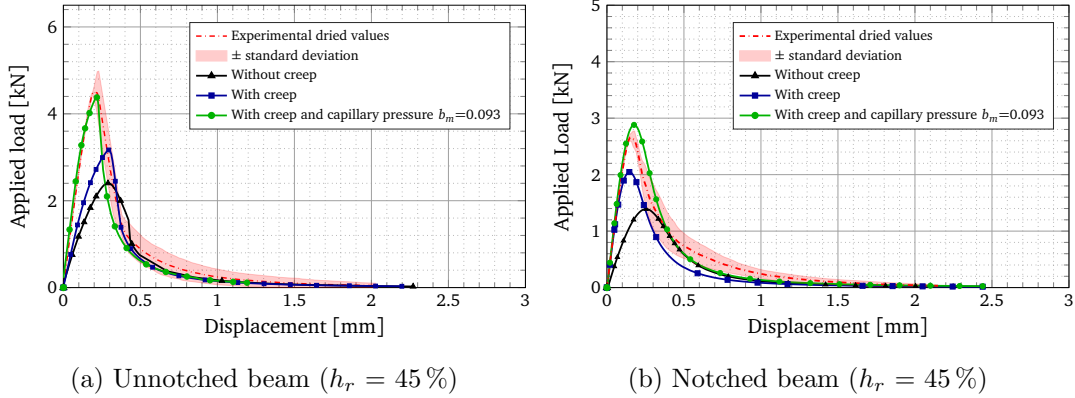 6
4
2
0
0
0.5
1
1.5
2
2.5
3
Applied load [kN]
Displacement [mm]
Experimental dried values
± standard deviation
Without creep
With creep
With creep and capillary pressure b_m=0.093
(a) Unnotched beam (h_r = 45 %)
5
4
3
2
1
0
0
0.5
1
1.5
2
2.5
3
Applied Load [kN]
Displacement [mm]
Experimental dried values
± standard deviation
Without creep
With creep
With creep and capillary pressure b_m=0.093
(b) Notched beam (h_r = 45 %)